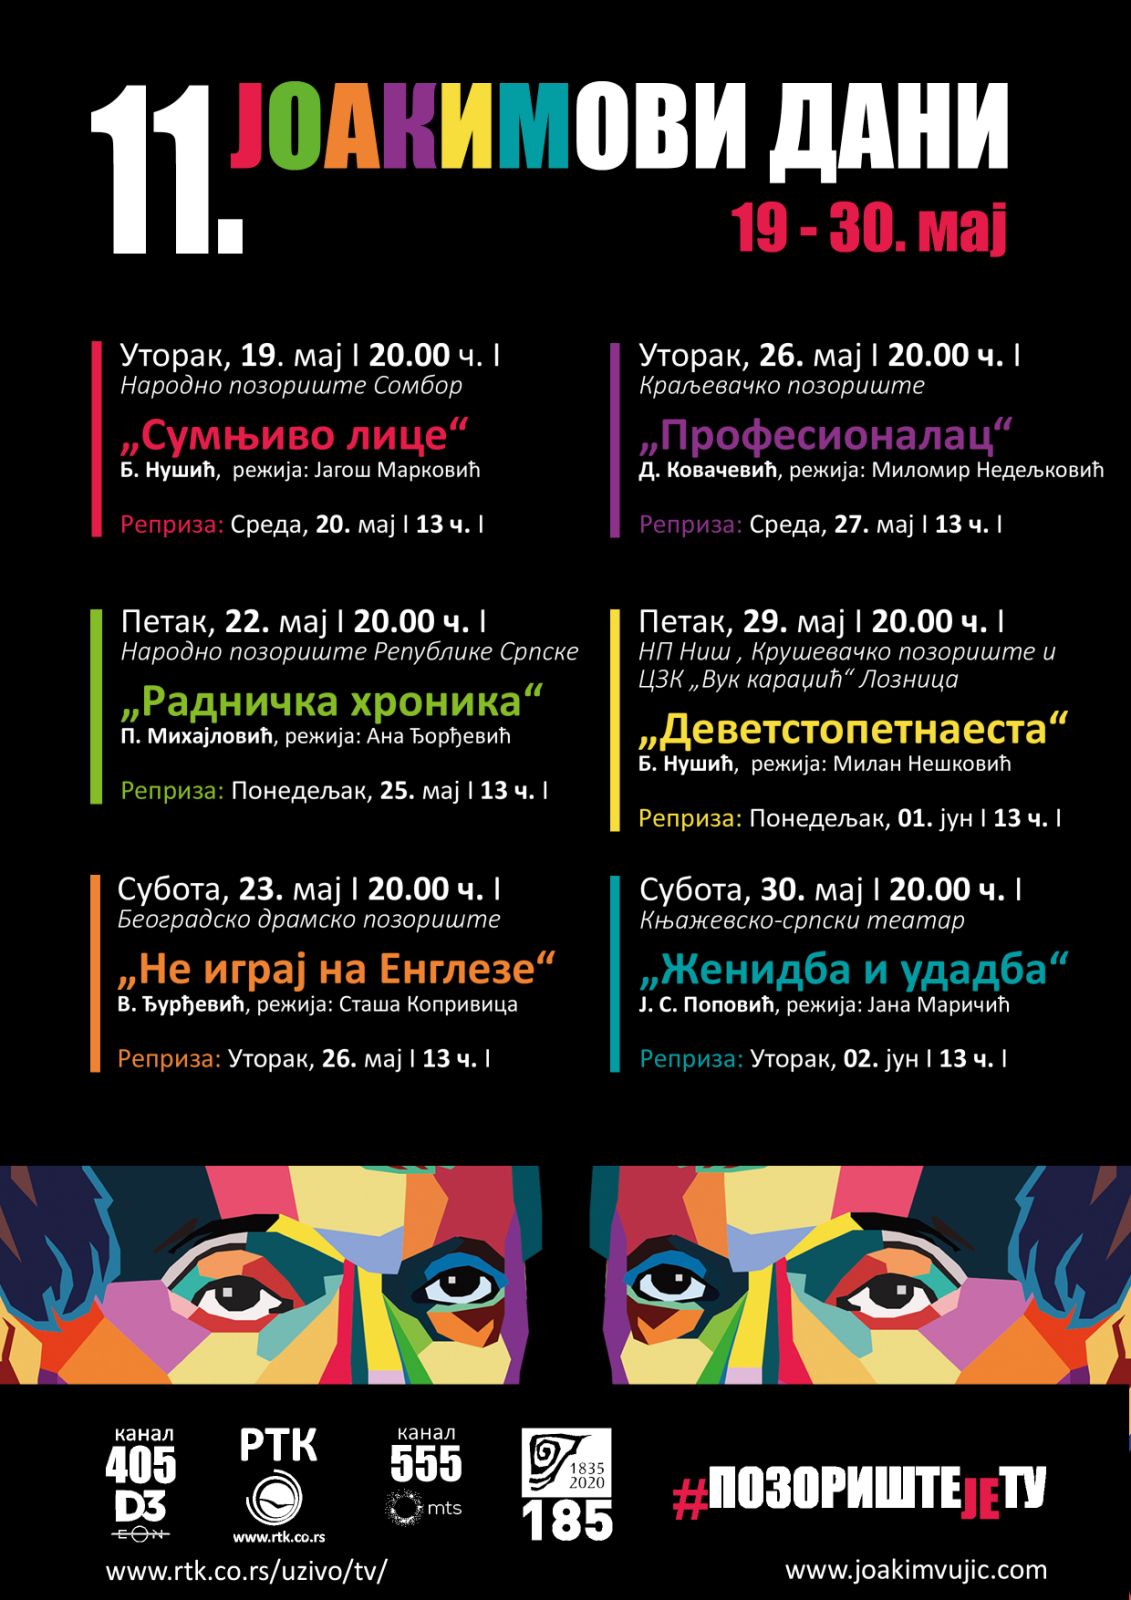 11. ЈОАКИМОВИ ДАНИ
19 - 30. мај
Уторак, 19. мај I 20.00 ч. I
Народно позориште Сомбор
„Сумњиво лице“
Б. Нушић, режија: Јагош Марковић
Реприза: Среда, 20. мај I 13 ч. I
Петак, 22. мај I 20.00 ч. I
Народно позориште Републике Српске
„Радничка хроника“
П. Михајловић, режија: Ана Ђорђевић
Реприза: Понедељак, 25. мај I 13 ч. I
Субота, 23. мај I 20.00 ч. I
Београдско драмско позориште
„Не играј на Енглезе“
В. Ђурђевић, режија: Сташа Копривица
Реприза: Уторак, 26. мај I 13 ч. I
Уторак, 26. мај I 20.00 ч. I
Краљевачко позориште
„Професионалац“
Д. Ковачевић, режија: Миломир Недељковић
Реприза: Среда, 27. мај I 13 ч. I
Петак, 29. мај I 20.00 ч. I
НП Ниш , Крушевачко позориште и
ЦЗК „Вук караџић“ Лозница
„Деветстопетнаеста“
Б. Нушић, режија: Милан Нешковић
Реприза: Понедељак, 01. јун I 13 ч. I
Субота, 30. мај I 20.00 ч. I
Књажевско-српски театар
„Женидба и удадба“
Ј. С. Поповић, режија: Јана Маричић
Реприза: Уторак, 02. јун I 13 ч. I
канал
405
D3
EON
РТК
www.rtk.co.rs
канал
555
mts
1835
2020
185
#ПОЗОРИШТЕЈЕТУ
www.rtk.co.rs/uzivo/tv/
www.joakimvujic.com